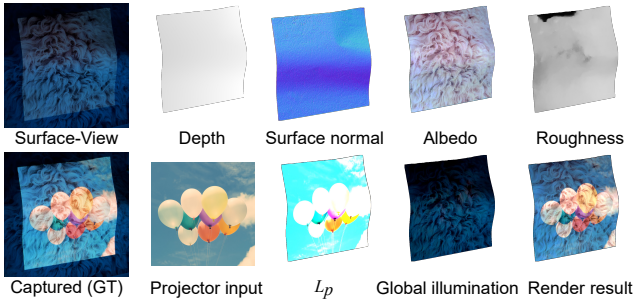 Surface-View Depth Surface normal Albedo Roughness
Captured (GT) Projector input Lₚ Global illumination Render result